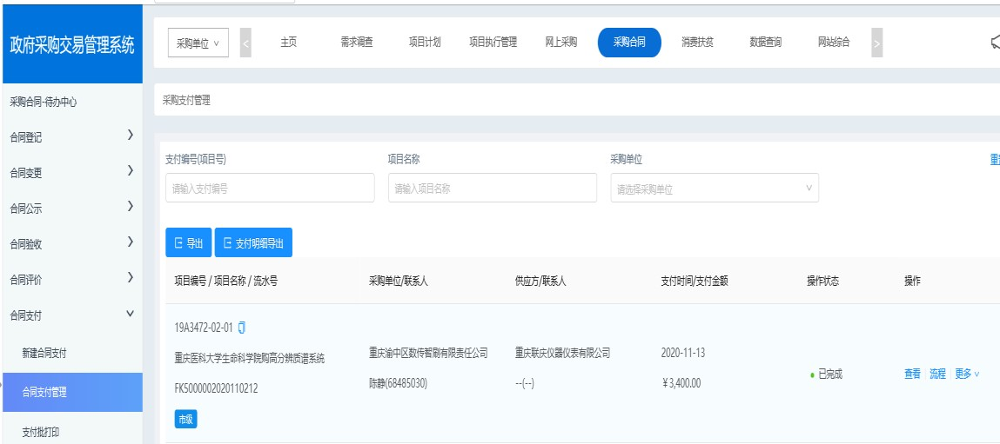 政府采购交易管理系统
采购单位
主页
需求调查
项目计划
项目执行管理
网上采购
采购合同
消费扶贫
数据查询
网站综合
采购合同-待办中心
合同登记
合同变更
合同公示
合同验收
合同评价
合同支付
新建合同支付
合同支付管理
支付批打印
采购支付管理
支付编号(项目号)
项目名称
采购单位
请输入支付编号
请输入项目名称
请选择采购单位
导出
支付明细导出
项目编号 / 项目名称 / 流水号
采购单位/联系人
供应方/联系人
支付时间/支付金额
操作状态
操作
19A3472-02-01
重庆医科大学生命科学院购高分辨质谱系统
FK5000002020110212
市级
重庆渝中区数传智刷有限责任公司
陈静(68485030)
重庆联庆仪器仪表有限公司
--(--)
2020-11-13
¥3,400.00
已完成
查看
流程
更多